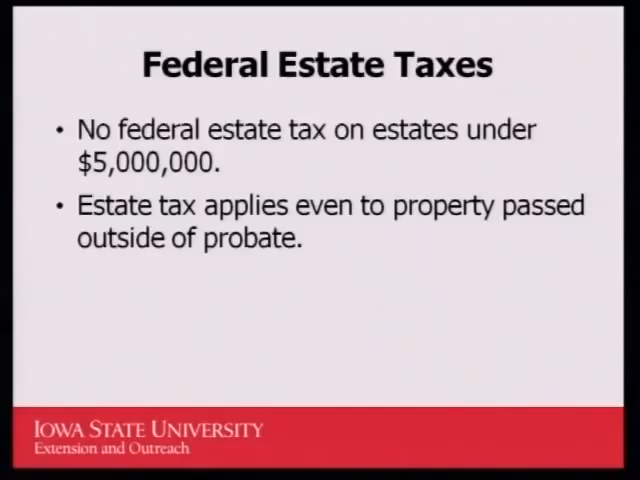 Federal Estate Taxes
• No federal estate tax on estates under
$5,000,000.
• Estate tax applies even to property passed
outside of probate.
IOWA STATE UNIVERSITY
Extension and Outreach